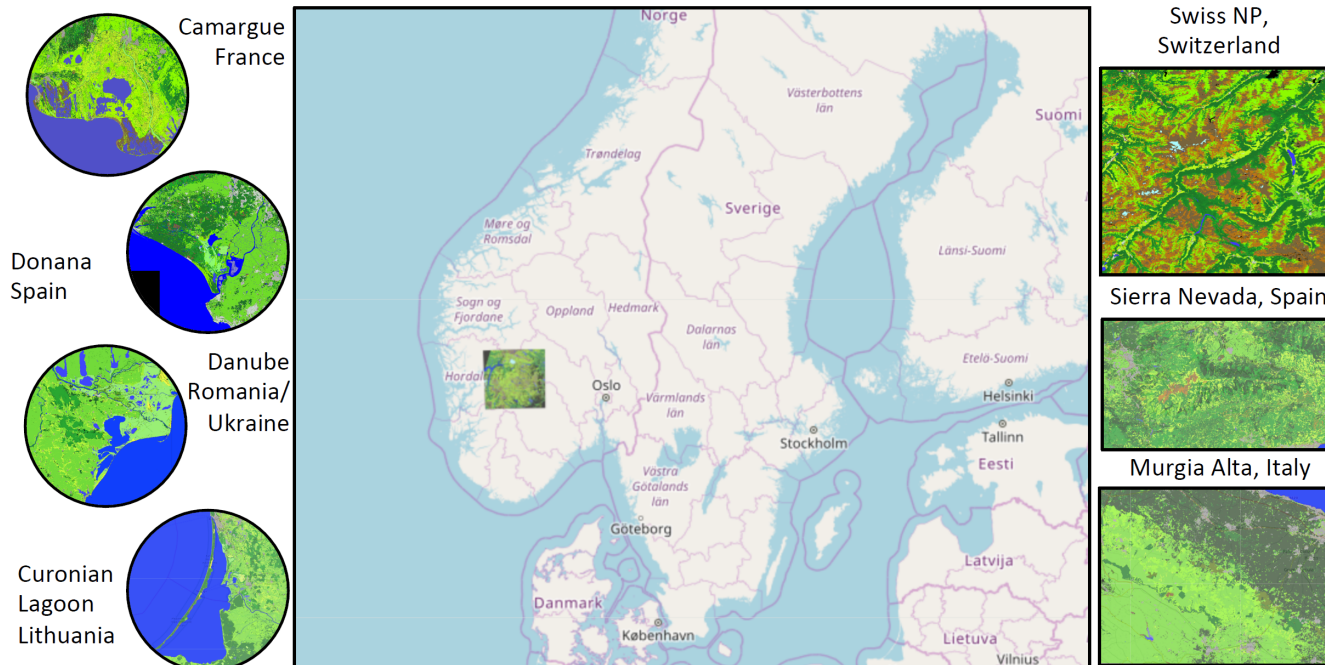 Camargue
France
Donana
Spain
Danube
Romania/
Ukraine
Curonian
Lagoon
Lithuania
Norge
Västerbottens
län
Suomi
Trøndelag
Sverige
Møre og
Romsdal
Länsi-Suomi
Sogn og
Fjordane
Oppland
Hedmark
Dalarnas
län
Etelä-Suomi
Hordal
Oslo
Helsinki
Värmlands
län
Stockholm
Tallinn
Eesti
Västra
Götalands
län
Göteborg
Latvija
Danmark
København
Lietuva
Vilnius
Swiss NP,
Switzerland
Sierra Nevada, Spain
Murgia Alta, Italy